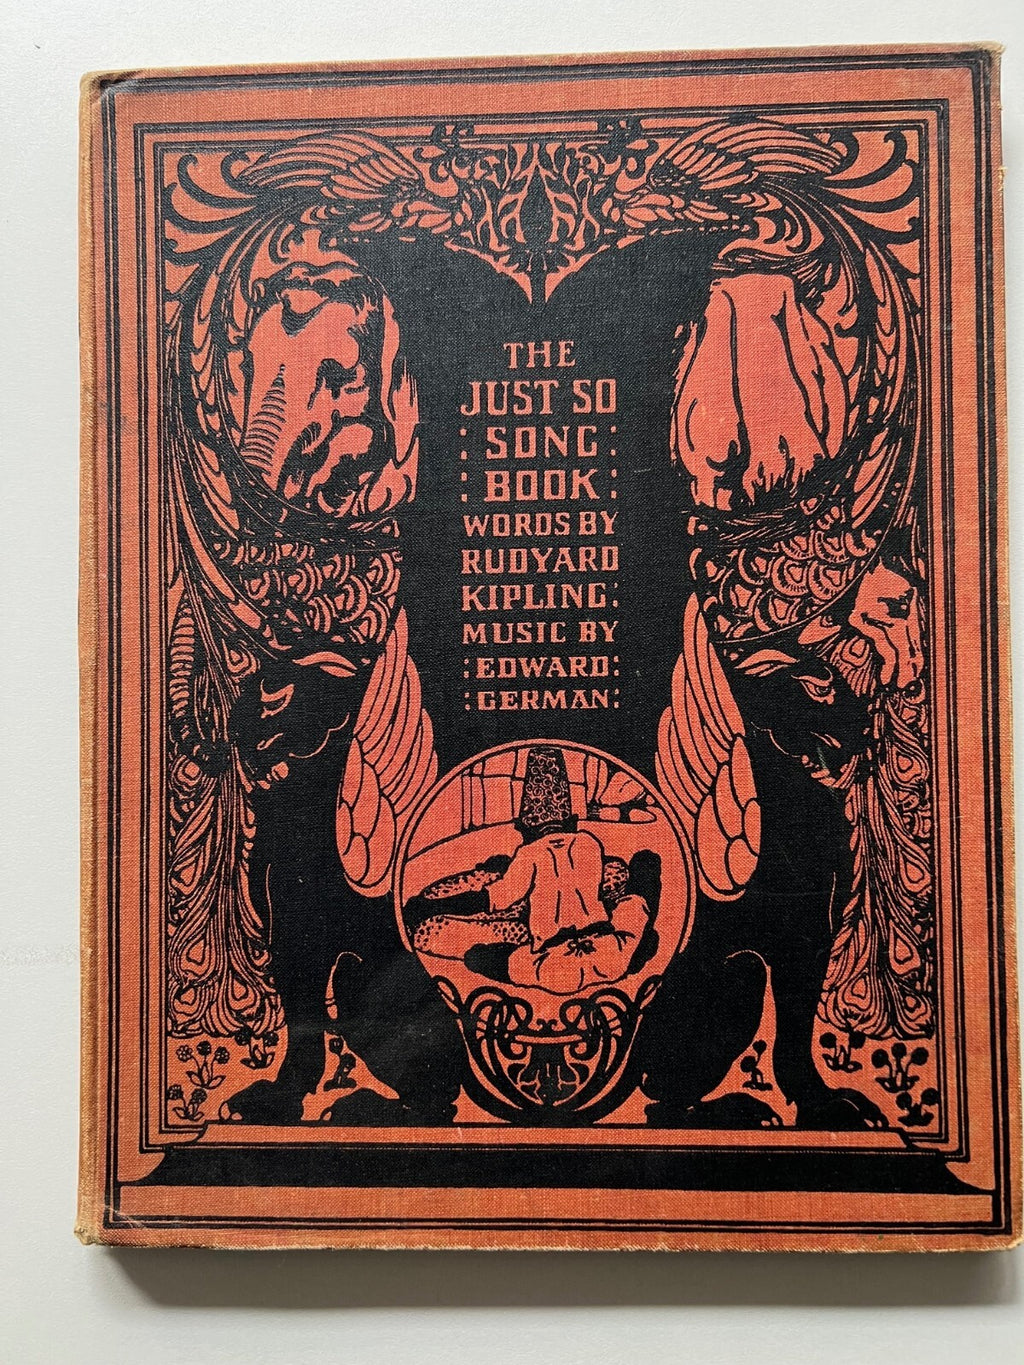 THE
JUST SO
: SONG :
: BOOK :
WORDS BY
RUDYARD
KIPLING:
MUSIC BY
: EDWARD :
: GERMAN :